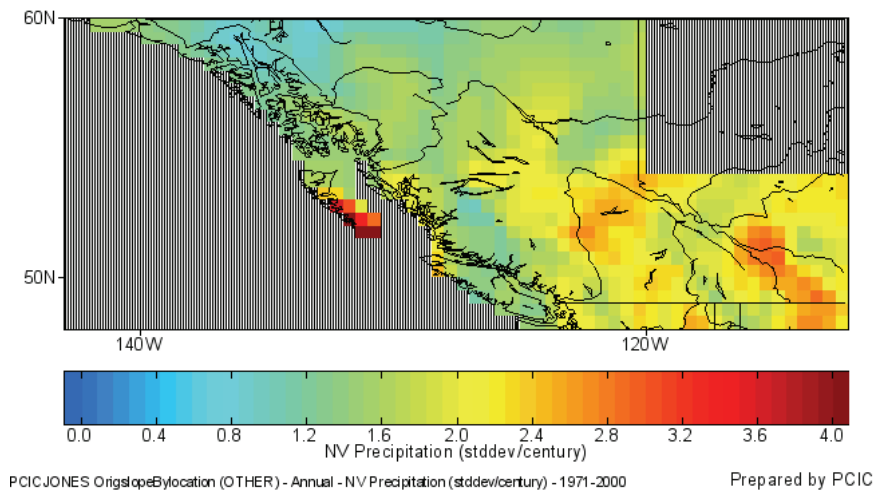 60N
50N
140W 120W
0.0 0.4 0.8 1.2 1.6 2.0 2.4 2.8 3.2 3.6 4.0
NV Precipitation (stddev/century)
PCICJONES OrigslopeBylocation (OTHER) - Annual - NV Precipitation (stddev/century) - 1971-2000 Prepared by PCIC